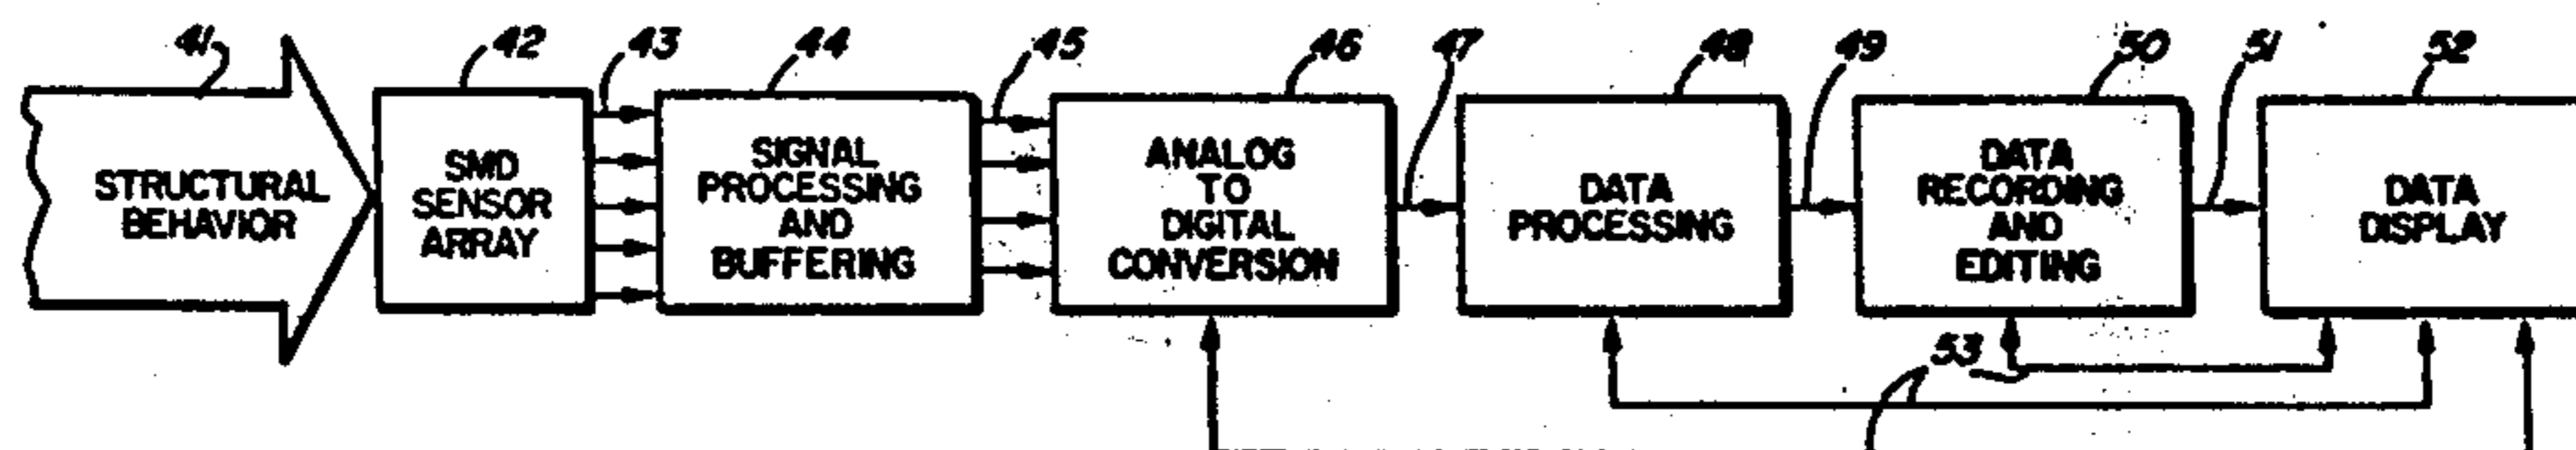 41
42
43
44
45
46
47
48
49
50
51
52
STRUCTURAL
BEHAVIOR
SMD
SENSOR
ARRAY
SIGNAL
PROCESSING
AND
BUFFERING
ANALOG
TO
DIGITAL
CONVERSION
DATA
PROCESSING
DATA
RECORDING
AND
EDITING
DATA
DISPLAY
53